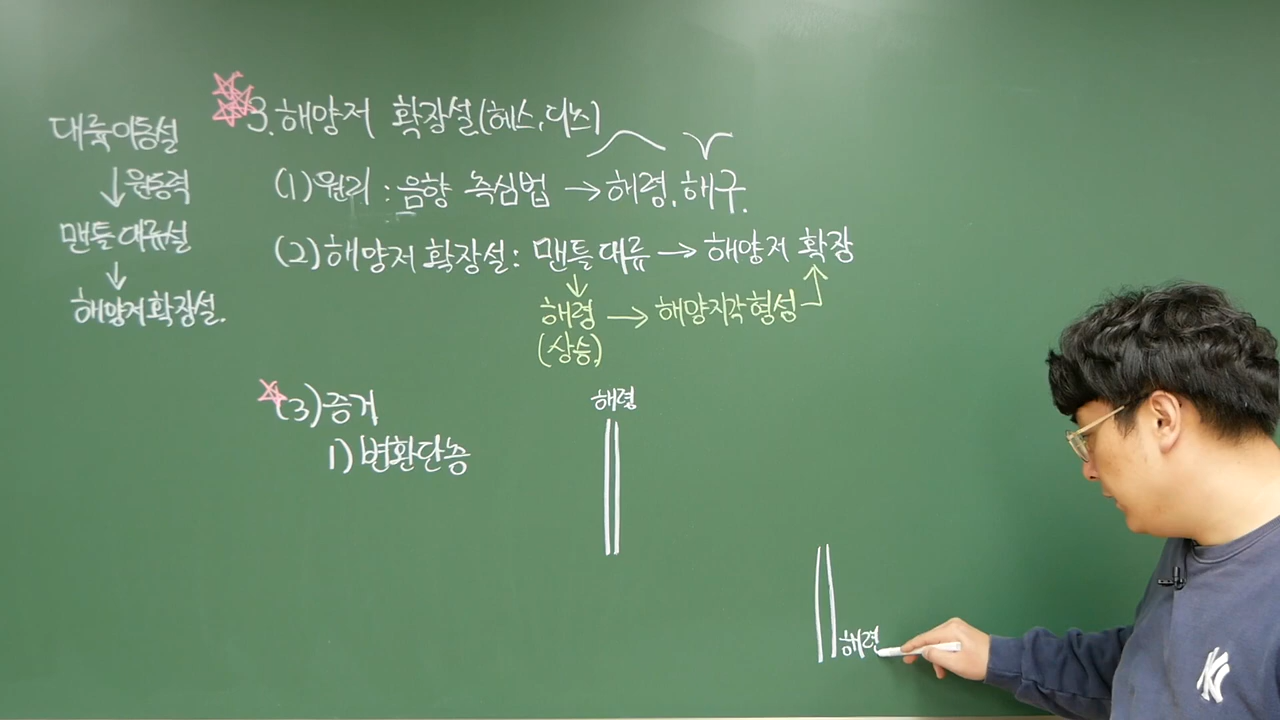 대륙이동설
↓원동력
맨틀대류설
↓
해양저확장설.
3. 해양저 확장설(헤스, 디츠)
(1) 원리 : 음향 측심법 → 해령, 해구.
(2) 해양저 확장설 : 맨틀 대류 → 해양저 확장
↓
해령 → 해양지각 형성
(상승)
(3) 증거
1) 변환단층
해령
해령
NY